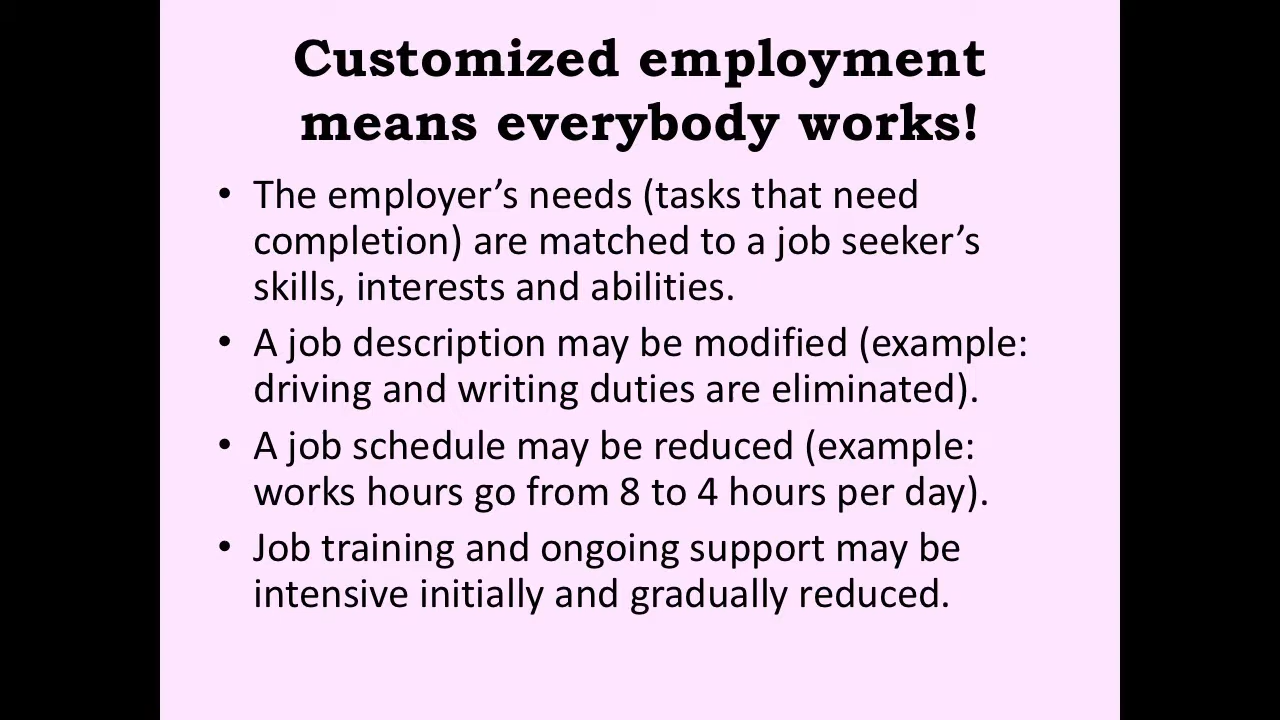 Customized employment
means everybody works!
• The employer’s needs (tasks that need
completion) are matched to a job seeker’s
skills, interests and abilities.
• A job description may be modified (example:
driving and writing duties are eliminated).
• A job schedule may be reduced (example:
works hours go from 8 to 4 hours per day).
• Job training and ongoing support may be
intensive initially and gradually reduced.